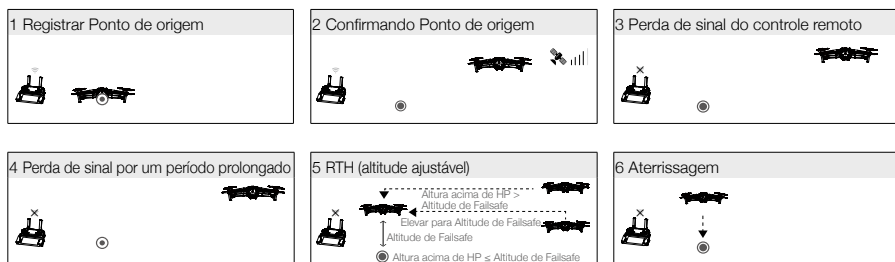 1 Registrar Ponto de origem
2 Confirmando Ponto de origem
3 Perda de sinal do controle remoto
4 Perda de sinal por um período prolongado
5 RTH (altitude ajustável)
Altura acima de HP >
Altitude de Failsafe
Elevar para Altitude de Failsafe
Altitude de Failsafe
Altura acima de HP ≤ Altitude de Failsafe
6 Aterrissagem